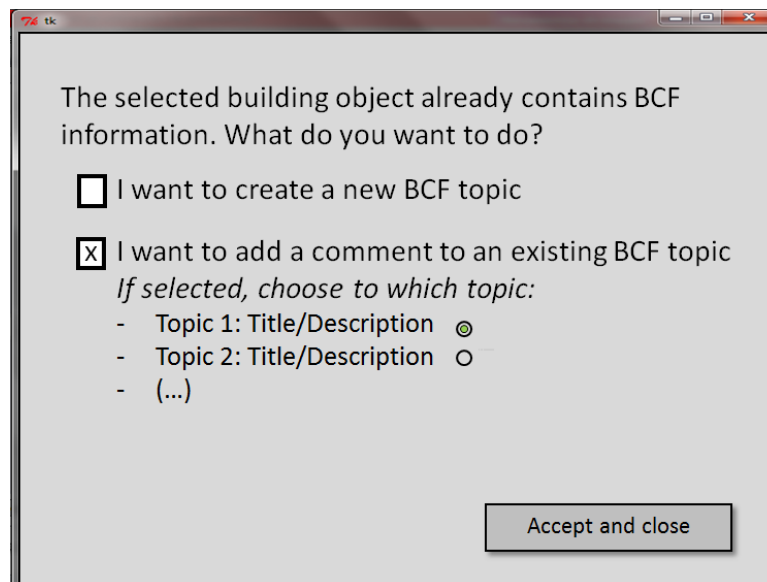 tk
The selected building object already contains BCF
information. What do you want to do?
I want to create a new BCF topic
x I want to add a comment to an existing BCF topic
If selected, choose to which topic:
- Topic 1: Title/Description
- Topic 2: Title/Description
- (...)
Accept and close